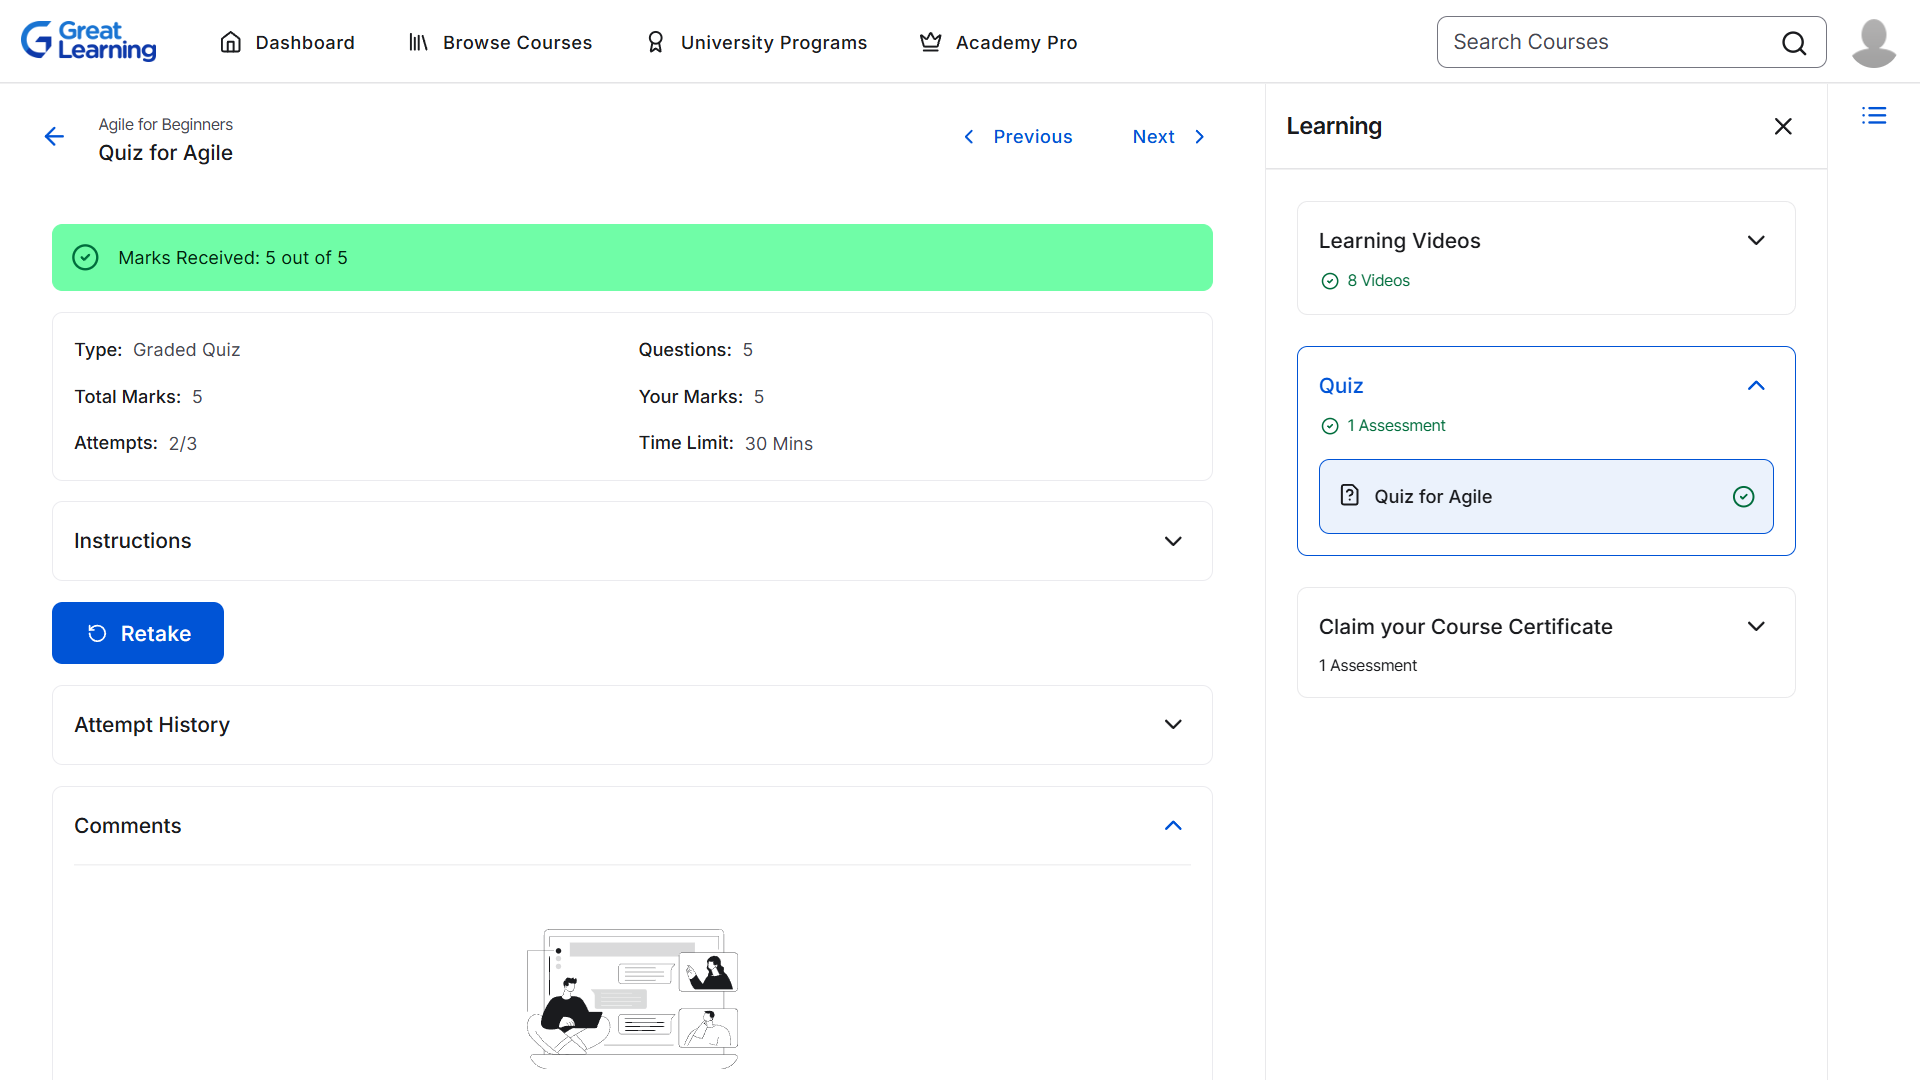 Great Learning
Dashboard
Browse Courses
University Programs
Academy Pro
Search Courses
Agile for Beginners
Quiz for Agile
Previous
Next
Marks Received: 5 out of 5
Type: Graded Quiz
Questions: 5
Total Marks: 5
Your Marks: 5
Attempts: 2/3
Time Limit: 30 Mins
Instructions
Retake
Attempt History
Comments
Learning
Learning Videos
8 Videos
Quiz
1 Assessment
Quiz for Agile
Claim your Course Certificate
1 Assessment